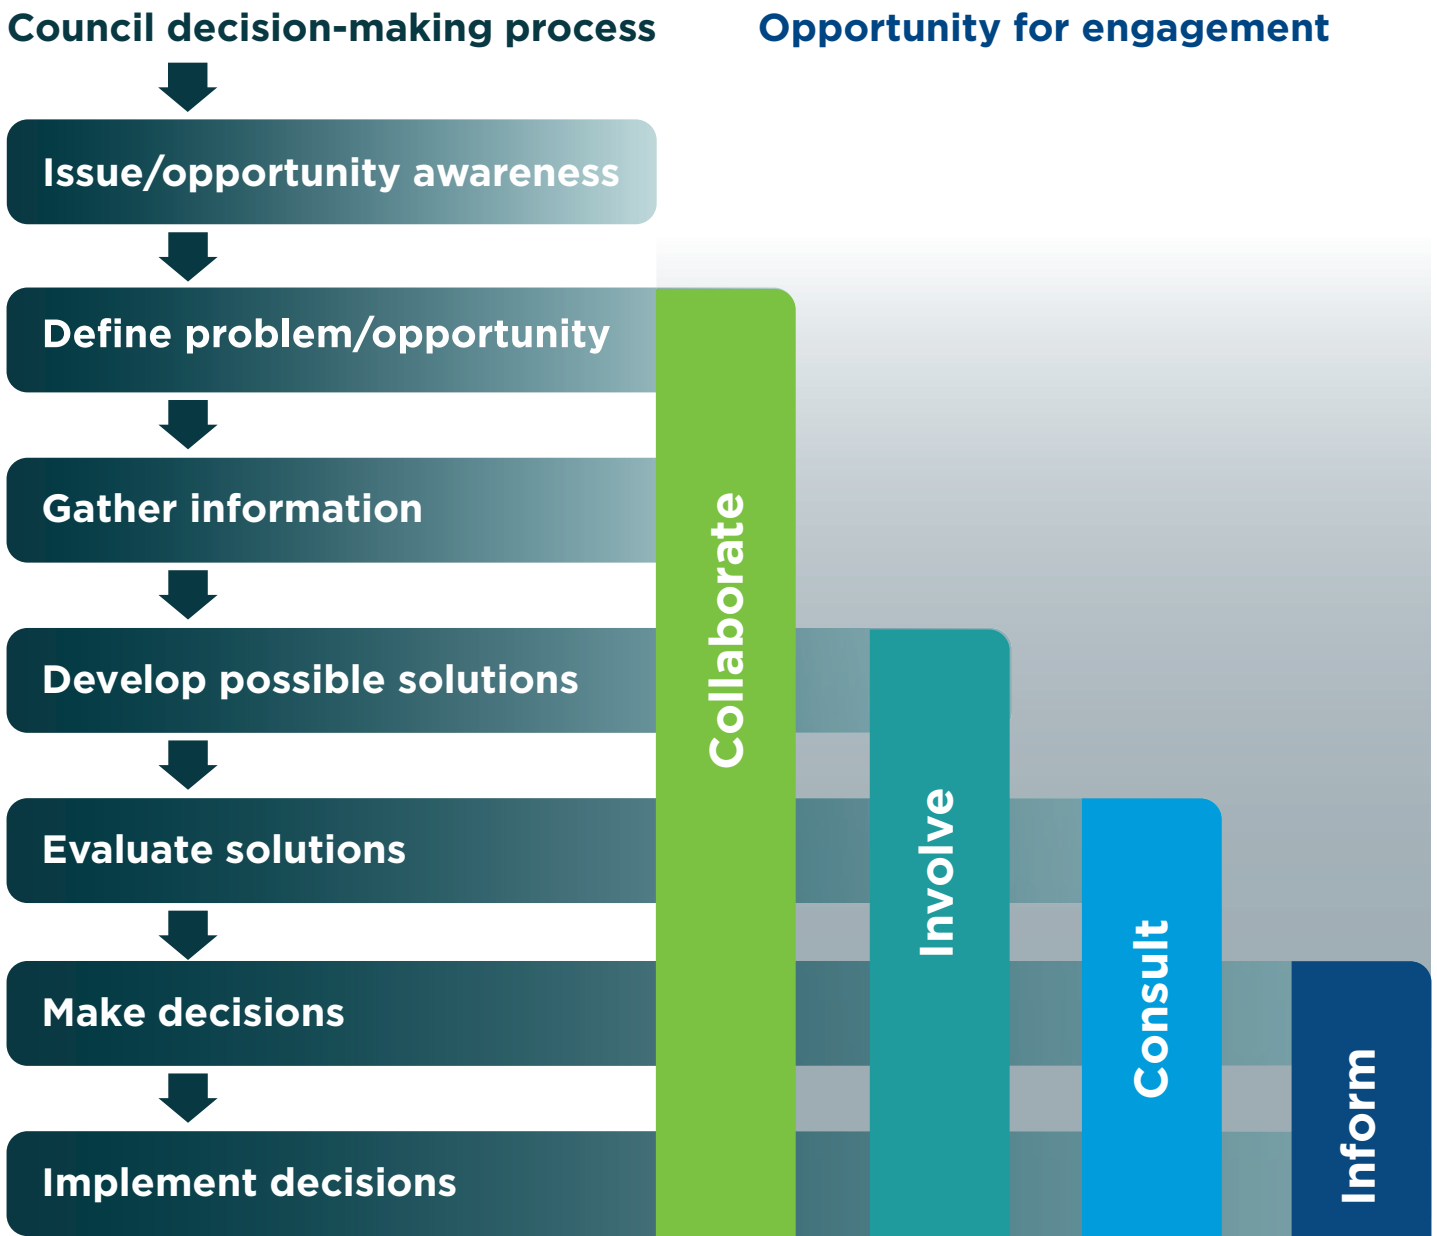 Council decision-making process
Opportunity for engagement
Issue/opportunity awareness
Define problem/opportunity
Gather information
Develop possible solutions
Evaluate solutions
Make decisions
Implement decisions
Collaborate
Involve
Consult
Inform